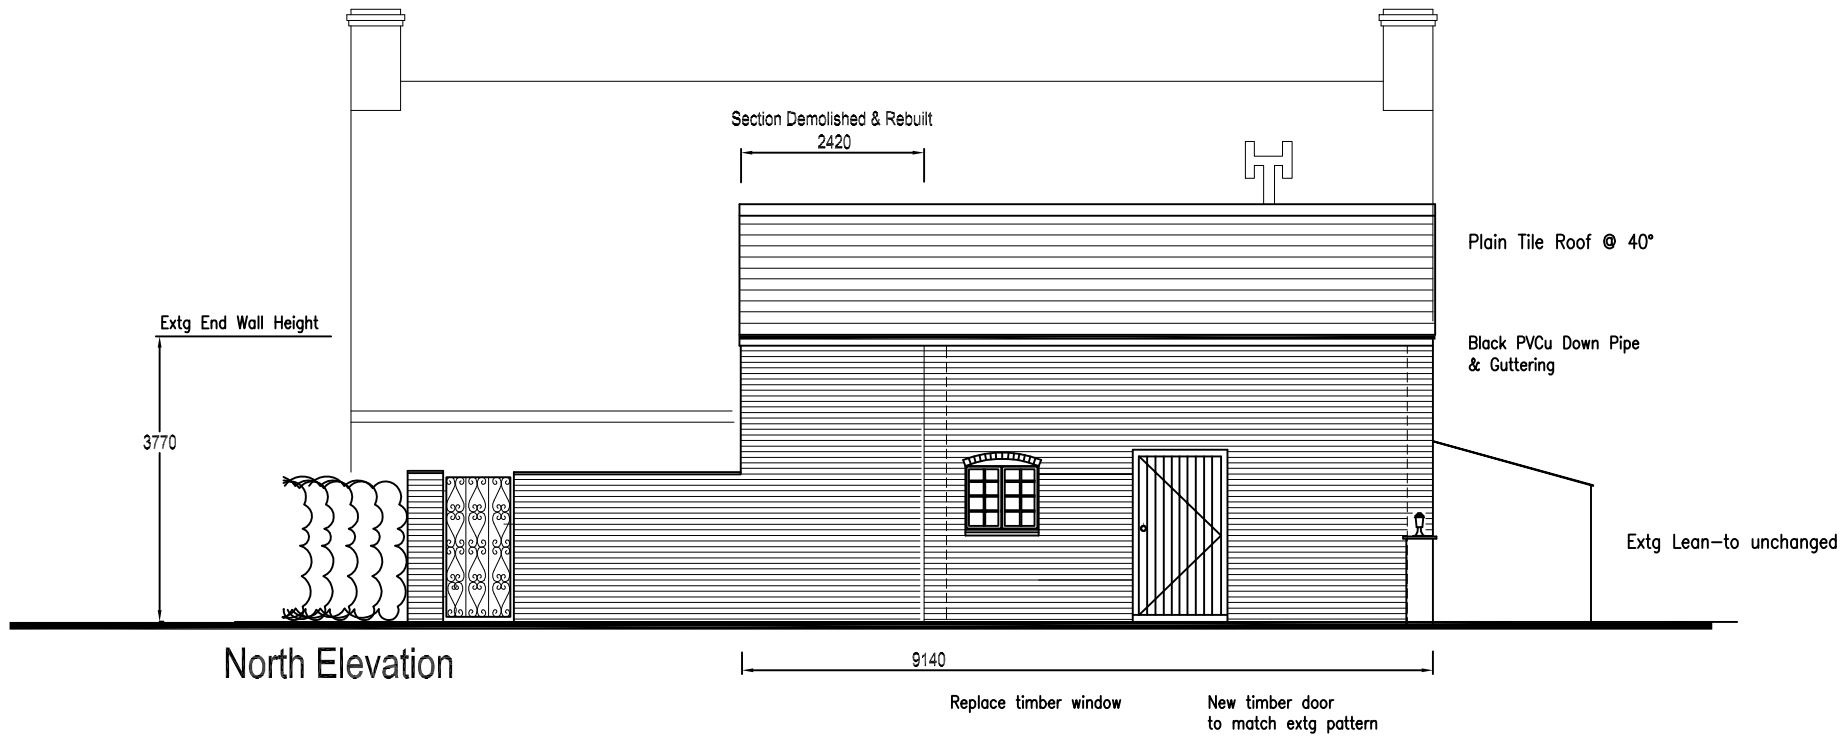 Section Demolished & Rebuilt
2420
Plain Tile Roof @ 40°
Extg End Wall Height
Black PVCu Down Pipe
& Guttering
3770
Extg Lean-to unchanged
North Elevation
9140
Replace timber window
New timber door
to match extg pattern